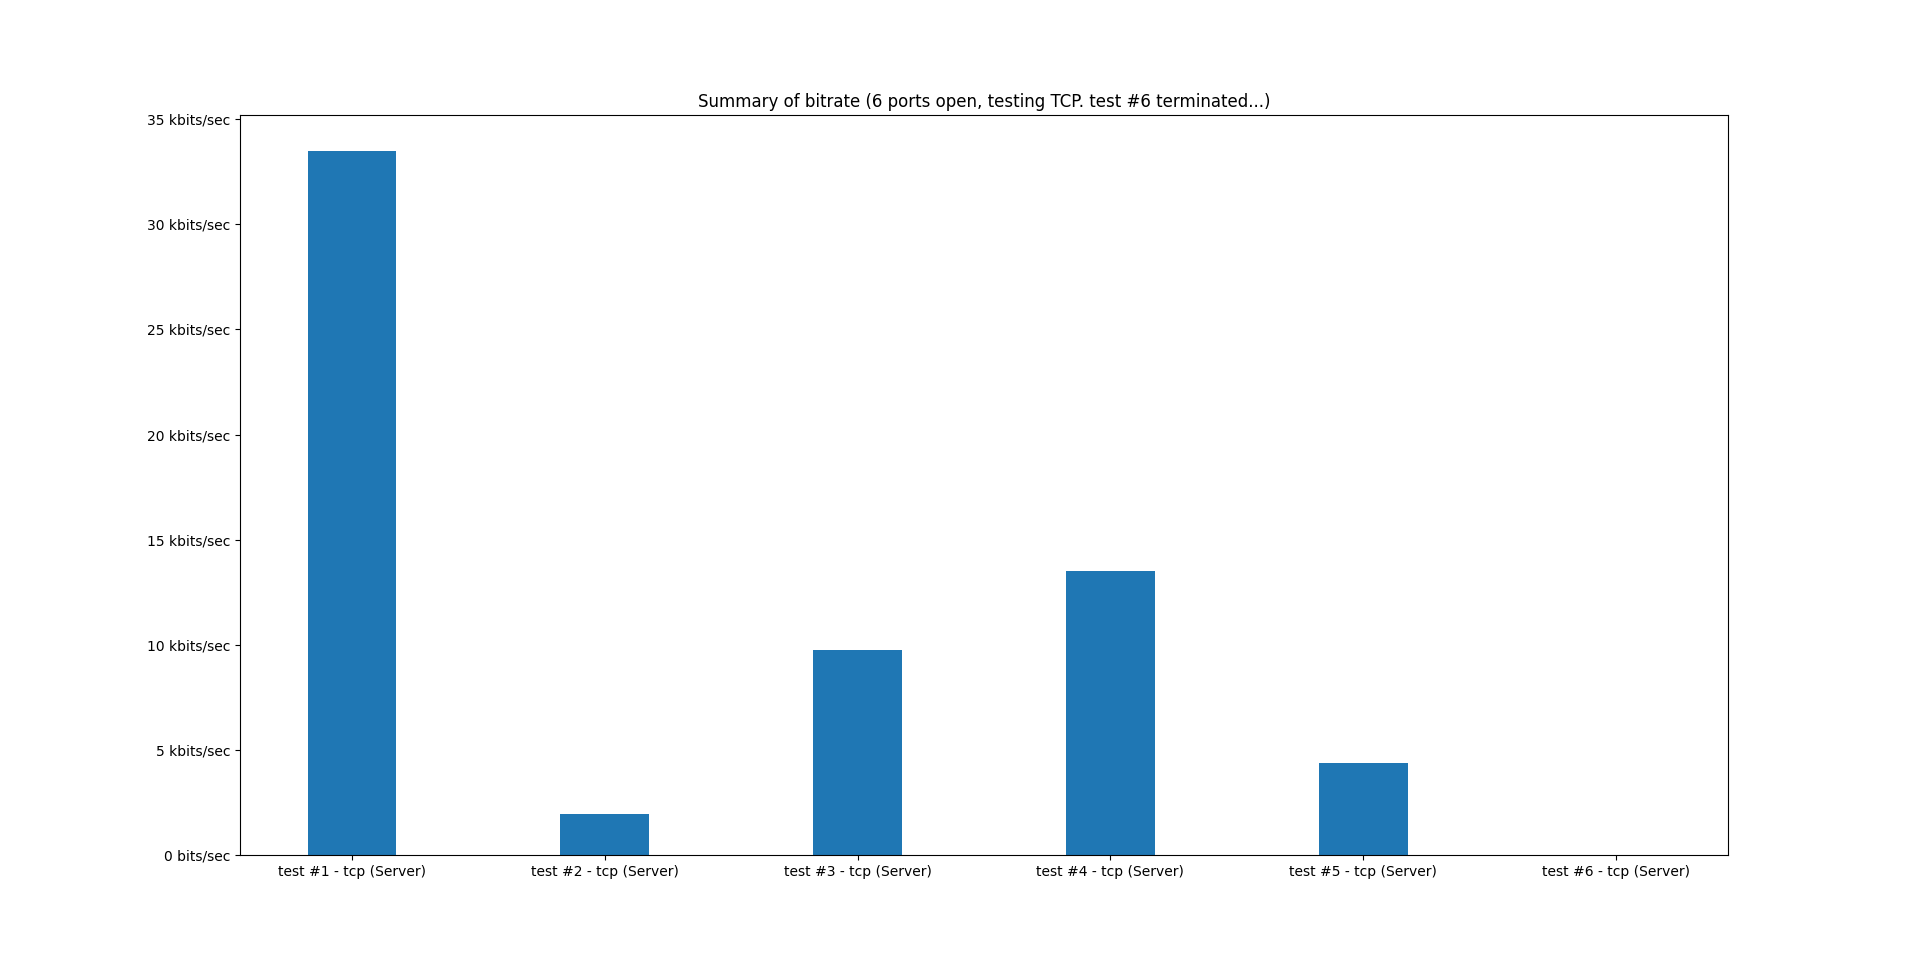 Summary of bitrate (6 ports open, testing TCP. test #6 terminated...)
35 kbits/sec
30 kbits/sec
25 kbits/sec
20 kbits/sec
15 kbits/sec
10 kbits/sec
5 kbits/sec
0 bits/sec
test #1 - tcp (Server)
test #2 - tcp (Server)
test #3 - tcp (Server)
test #4 - tcp (Server)
test #5 - tcp (Server)
test #6 - tcp (Server)